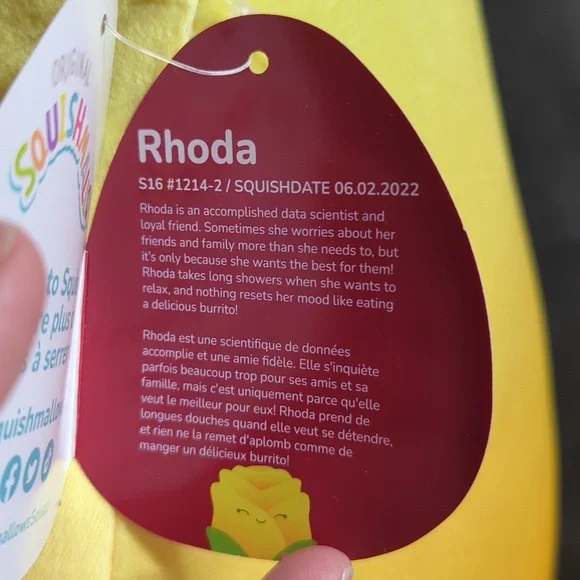 ORIGINAL
Rhoda
S16 #1214-2 / SQUISHDATE 06.02.2022
Rhoda is an accomplished data scientist and
loyal friend. Sometimes she worries about her
friends and family more than she needs to, but
it's only because she wants the best for them!
Rhoda takes long showers when she wants to
relax, and nothing resets her mood like eating
a delicious burrito!
Rhoda est une scientifique de données
accomplie et une amie fidèle. Elle s'inquiète
parfois beaucoup trop pour ses amis et sa
famille, mais c'est uniquement parce qu'elle
veut le meilleur pour eux! Rhoda prend de
longues douches quand elle veut se détendre,
et rien ne la remet d'aplomb comme de
manger un délicieux burrito!
to
plus
à